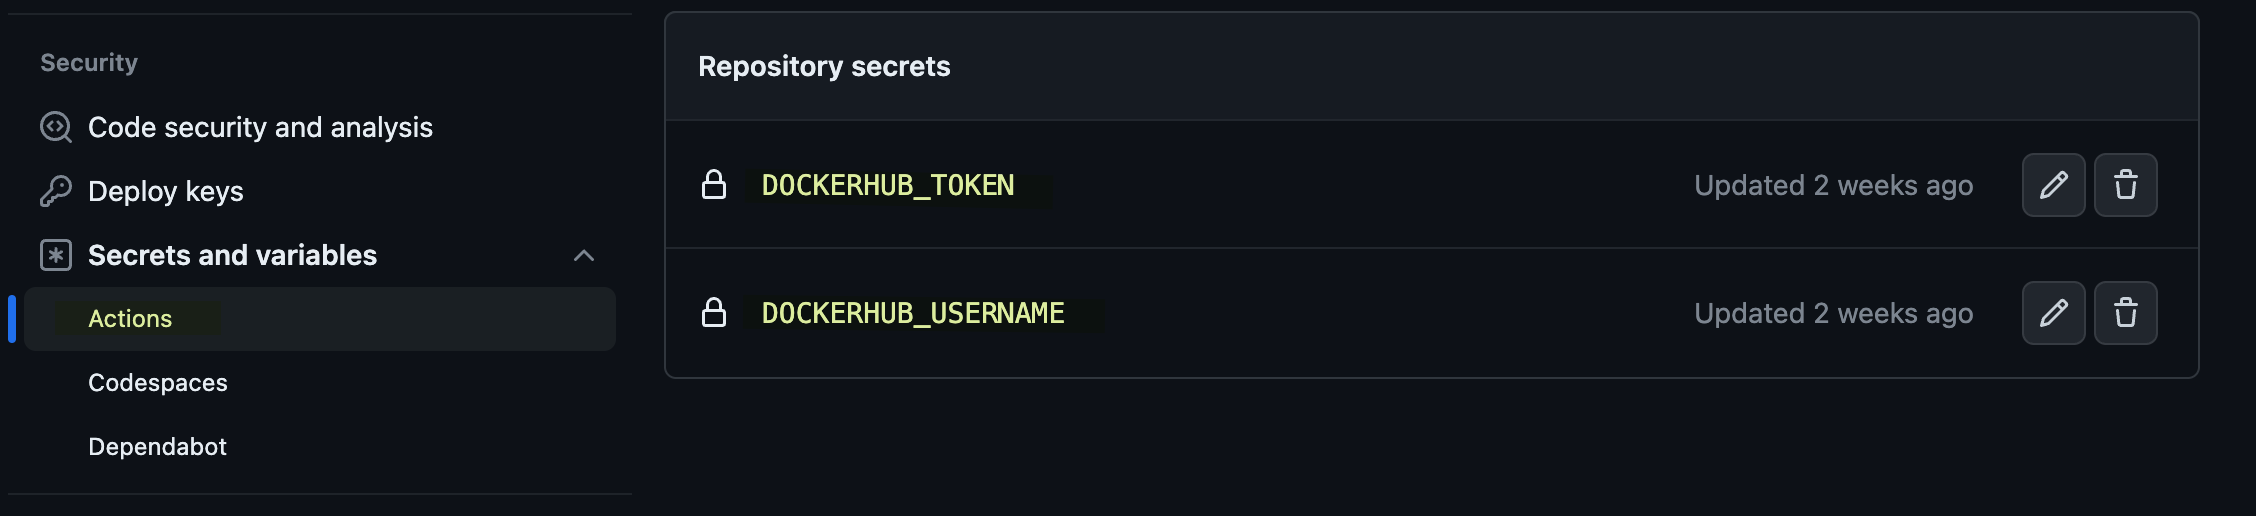 Security
Code security and analysis
Deploy keys
Secrets and variables
Actions
Codespaces
Dependabot
Repository secrets
DOCKERHUB_TOKEN
Updated 2 weeks ago
DOCKERHUB_USERNAME
Updated 2 weeks ago